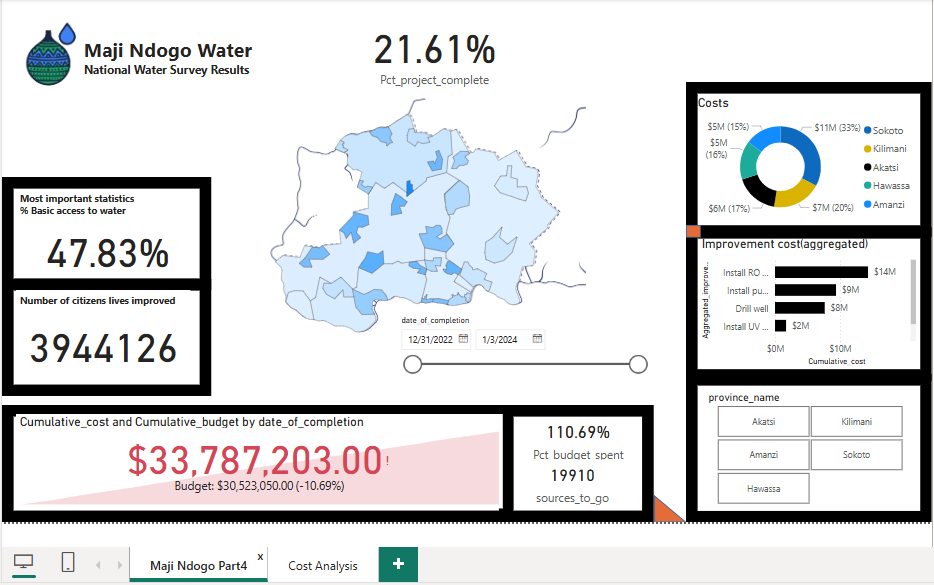 Maji Ndogo Water
National Water Survey Results
21.61%
Pct_project_complete
Most important statistics
% Basic access to water
47.83%
Number of citizens lives improved
3944126
date_of_completion
12/31/2022
1/3/2024
Costs
$5M (15%)
$11M (33%)
$5M
(16%)
$6M (17%)
$7M (20%)
Sokoto
Kilimani
Akatsi
Hawassa
Amanzi
Improvement cost(aggregated)
Aggregated_improve...
Install RO ...
$14M
Install pu...
$9M
Drill well
$8M
Install UV ...
$2M
$0M
$10M
Cumulative_cost
province_name
Akatsi
Kilimani
Amanzi
Sokoto
Hawassa
Cumulative_cost and Cumulative_budget by date_of_completion
$33,787,203.00!
Budget: $30,523,050.00 (-10.69%)
110.69%
Pct budget spent
19910
sources_to_go
Maji Ndogo Part4
x
Cost Analysis
+